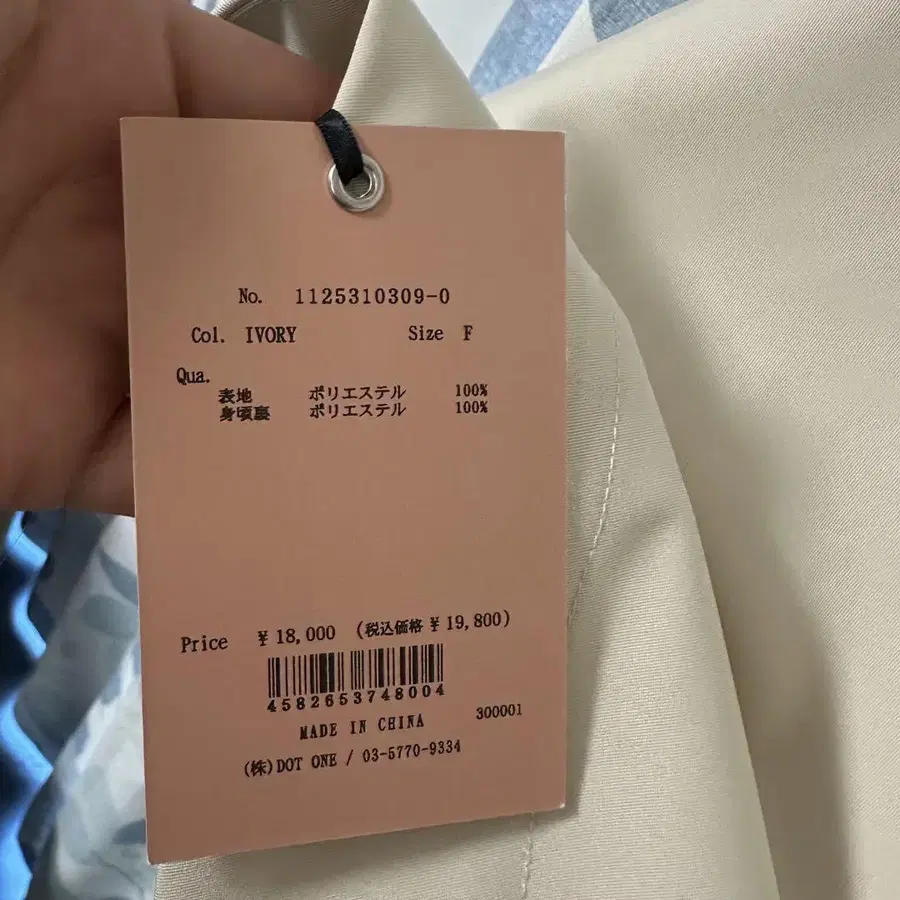 No. 1125310309-0
Col. IVORY Size F
Qua.
表地 ポリエステル 100%
身頃裏 ポリエステル 100%
Price ¥18,000 (税込価格¥19,800)
4582653748004
MADE IN CHINA 300001
(株)DOT ONE / 03-5770-9334